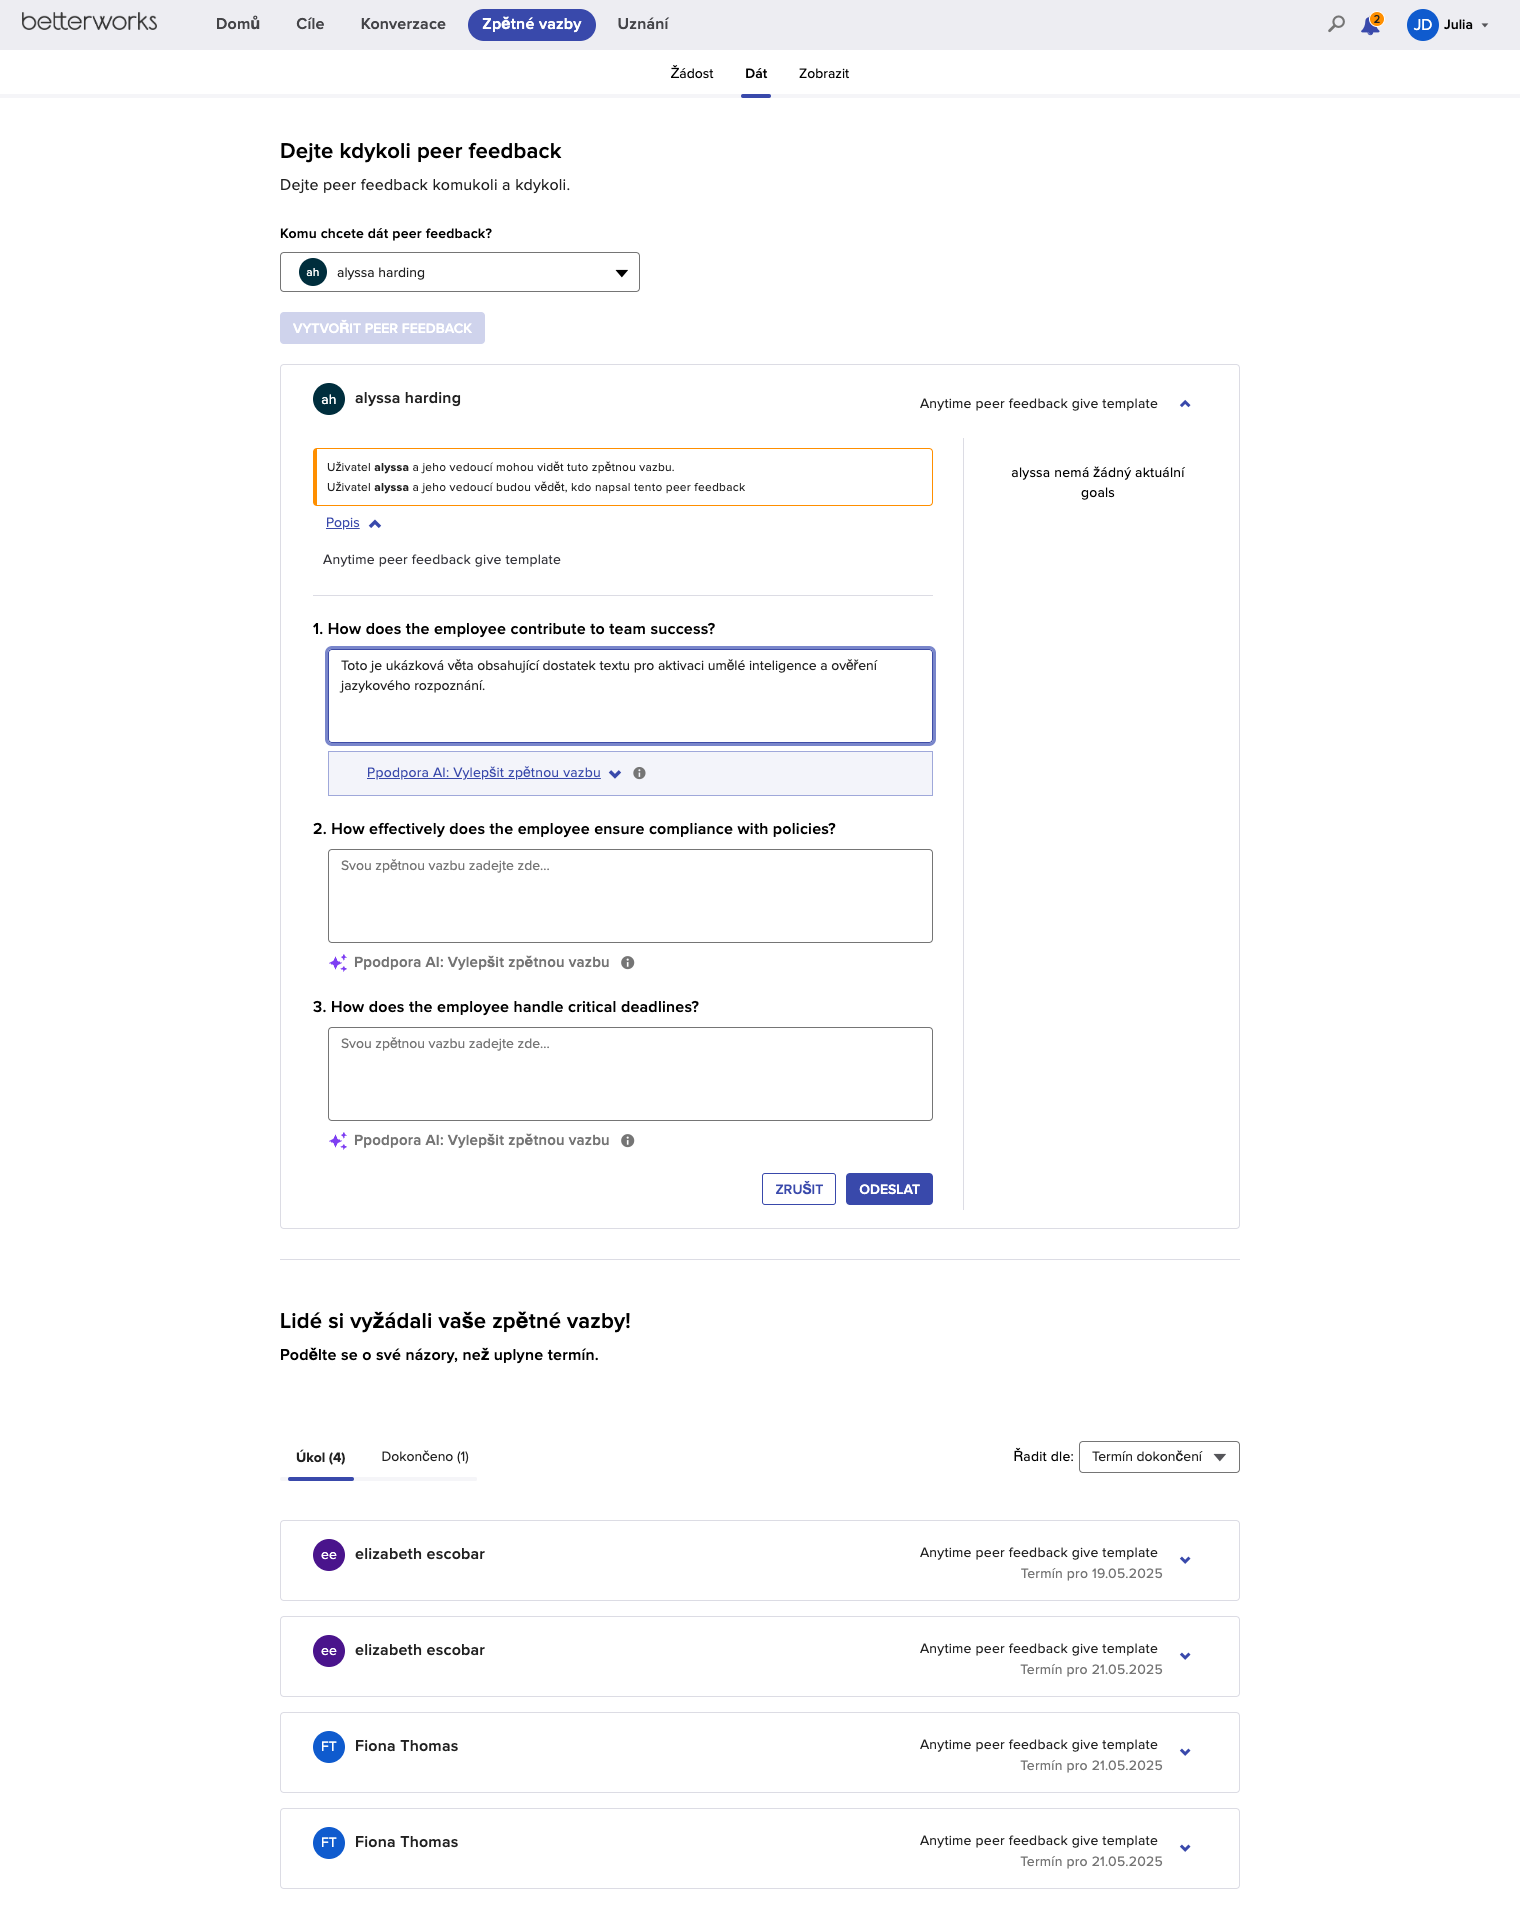 betterworks
Domů
Cíle
Konverzace
Zpětné vazby
Uznání
2
JD
Julia
Žádost
Dát
Zobrazit
Dejte kdykoli peer feedback
Dejte peer feedback komukoli a kdykoli.
Komu chcete dát peer feedback?
ah
alyssa harding
VYTVOŘIT PEER FEEDBACK
ah
alyssa harding
Anytime peer feedback give template
Uživatel alyssa a jeho vedoucí mohou vidět tuto zpětnou vazbu.
Uživatel alyssa a jeho vedoucí budou vědět, kdo napsal tento peer feedback
alyssa nemá žádný aktuální
goals
Popis
Anytime peer feedback give template
1. How does the employee contribute to team success?
Toto je ukázková věta obsahující dostatek textu pro aktivaci umělé inteligence a ověření
jazykového rozpoznání.
Ppodpora AI: Vylepšit zpětnou vazbu
2. How effectively does the employee ensure compliance with policies?
Svou zpětnou vazbu zadejte zde...
Ppodpora AI: Vylepšit zpětnou vazbu
3. How does the employee handle critical deadlines?
Svou zpětnou vazbu zadejte zde...
Ppodpora AI: Vylepšit zpětnou vazbu
ZRUŠIT
ODESLAT
Lidé si vyžádali vaše zpětné vazby!
Podělte se o své názory, než uplyne termín.
Úkol (4)
Dokončeno (1)
Řadit dle:
Termín dokončení
ee
elizabeth escobar
Anytime peer feedback give template
Termín pro 19.05.2025
ee
elizabeth escobar
Anytime peer feedback give template
Termín pro 21.05.2025
FT
Fiona Thomas
Anytime peer feedback give template
Termín pro 21.05.2025
FT
Fiona Thomas
Anytime peer feedback give template
Termín pro 21.05.2025